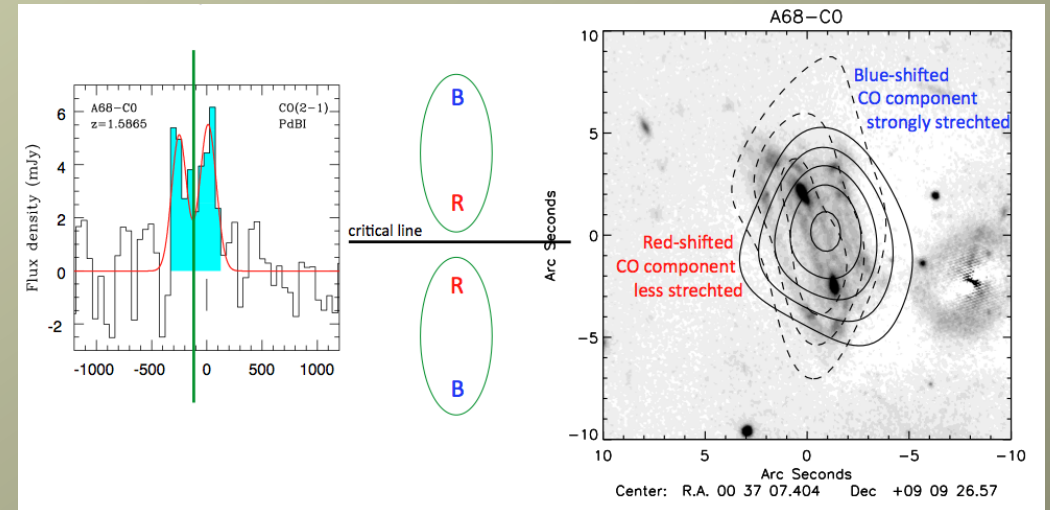 A68-C0
z=1.5865
CO(2-1)
PdBI
Flux density (mJy)
6
4
2
0
-2
-1000 -500 0 500 1000
B
R
critical line
R
B
A68-C0
Blue-shifted
CO component
strongly strechted
Red-shifted
CO component
less strechted
Arc Seconds
10
5
0
-5
-10
10 5 0 -5 -10
Arc Seconds
Center: R.A. 00 37 07.404 Dec +09 09 26.57